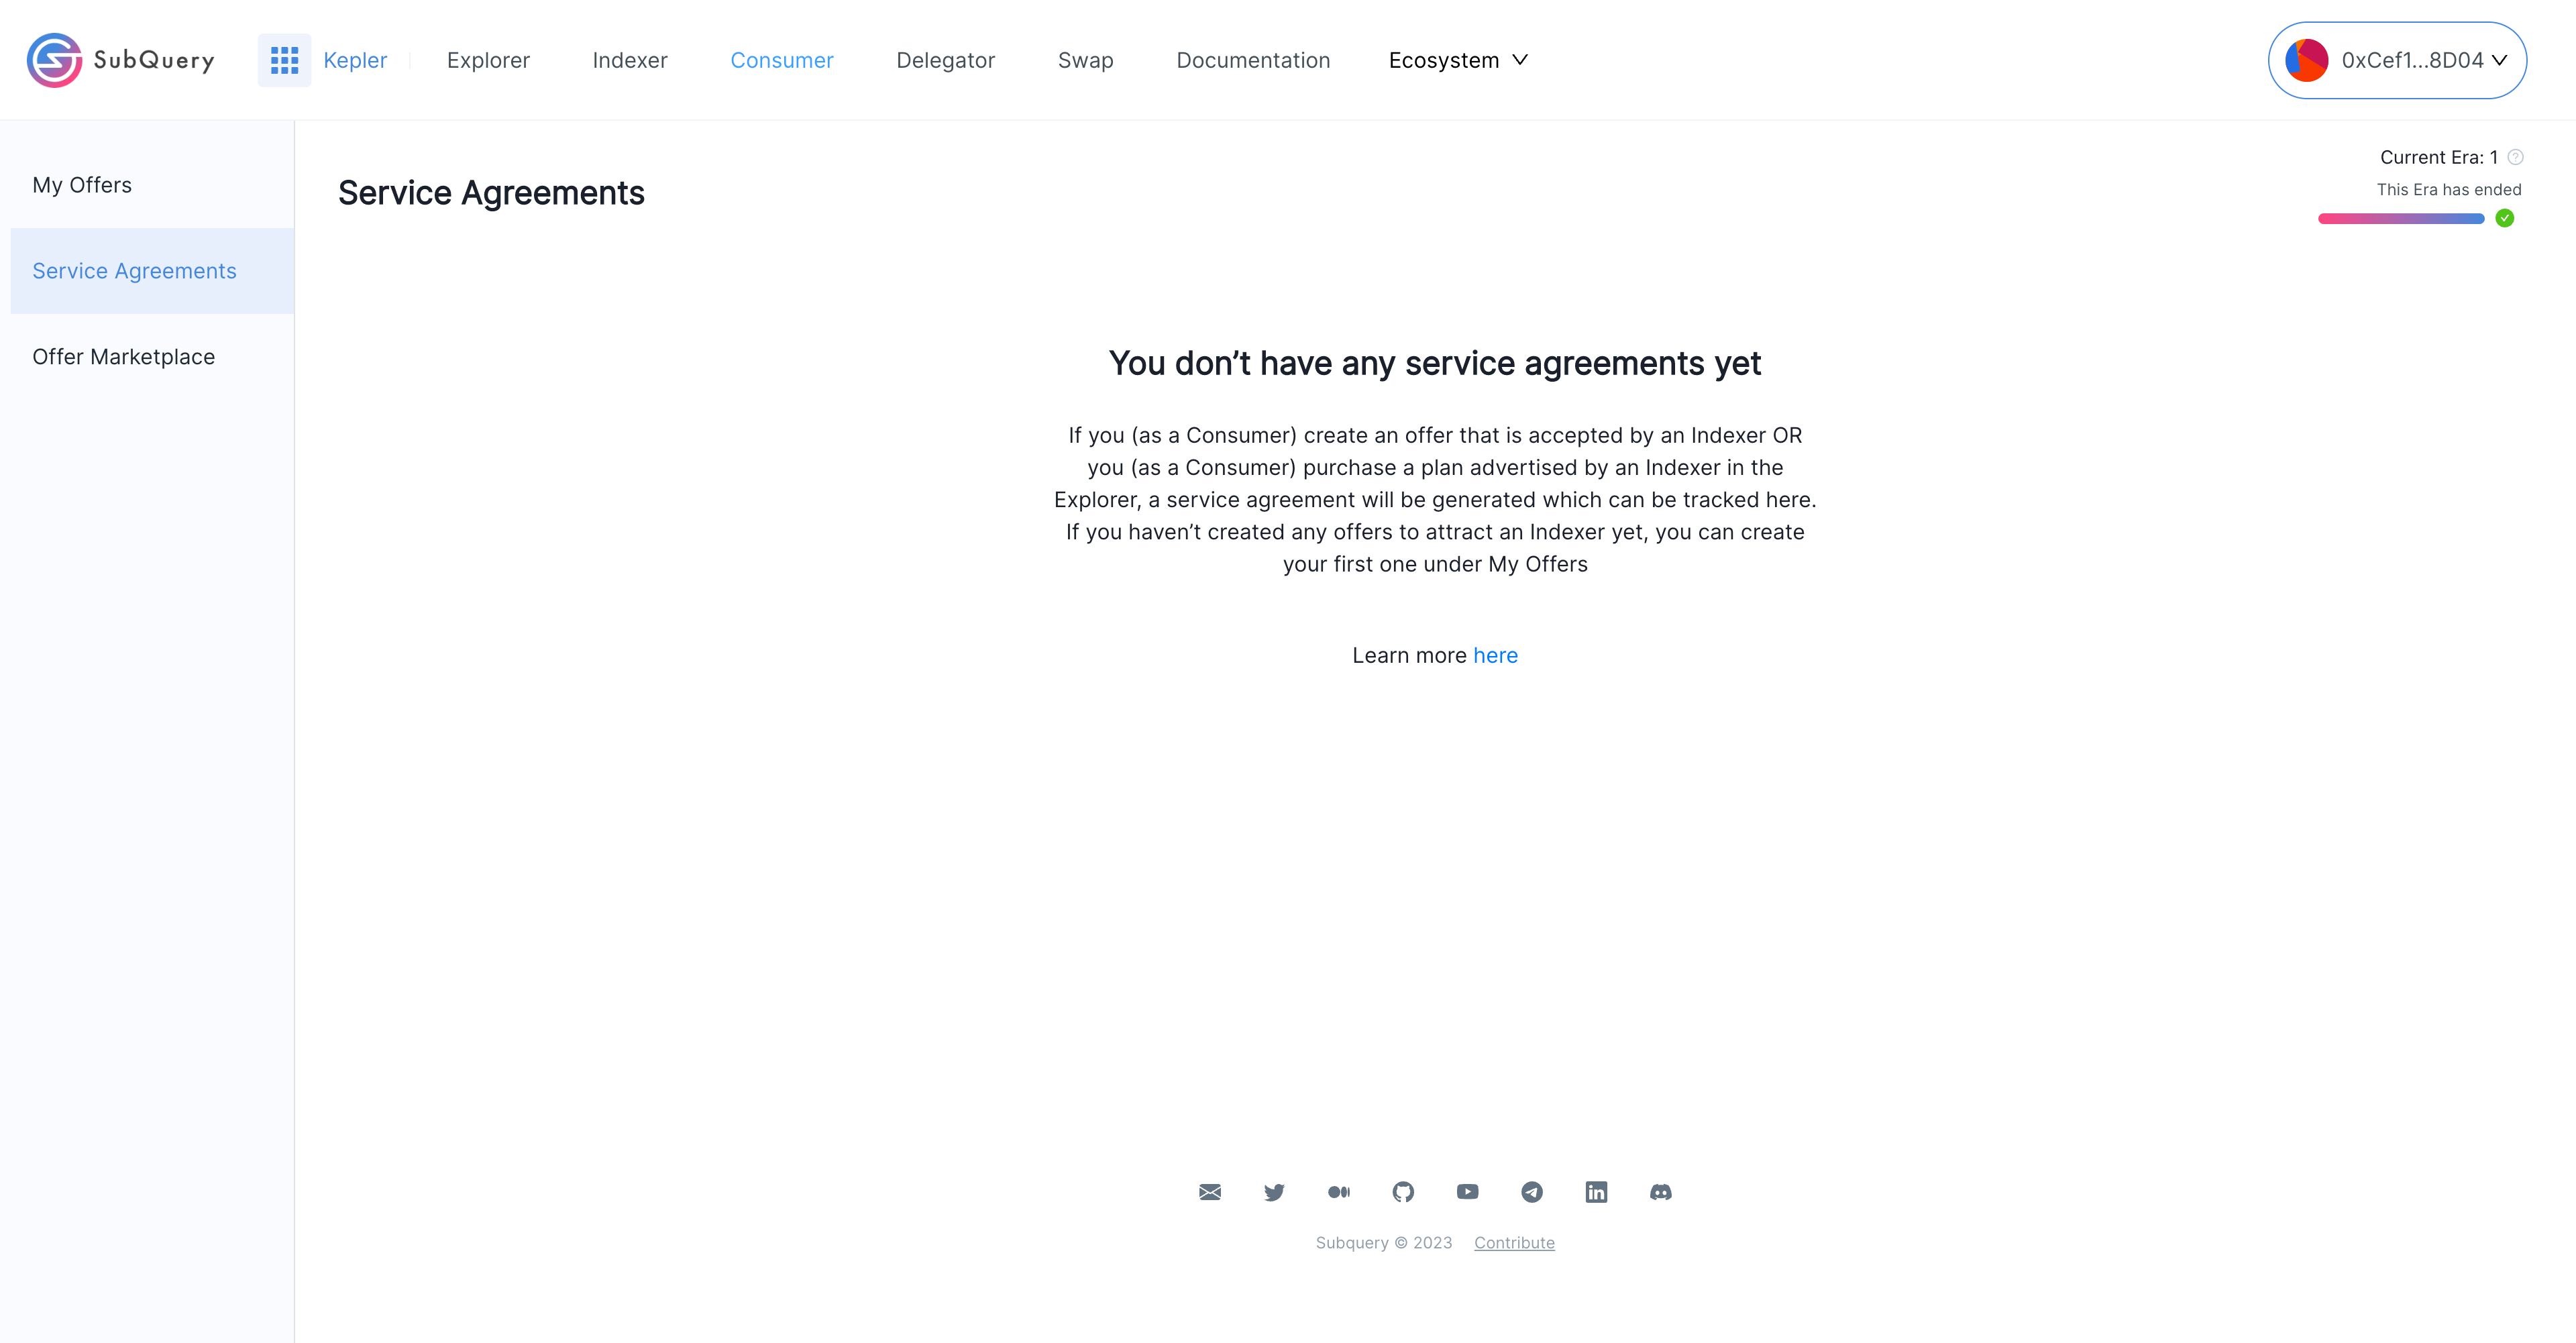 SubQuery
Kepler
Explorer
Indexer
Consumer
Delegator
Swap
Documentation
Ecosystem
0xCef1...8D04
My Offers
Service Agreements
Offer Marketplace
Service Agreements
Current Era: 1
This Era has ended
You don’t have any service agreements yet
If you (as a Consumer) create an offer that is accepted by an Indexer OR
you (as a Consumer) purchase a plan advertised by an Indexer in the
Explorer, a service agreement will be generated which can be tracked here.
If you haven’t created any offers to attract an Indexer yet, you can create
your first one under My Offers
Learn more here
Subquery © 2023 Contribute